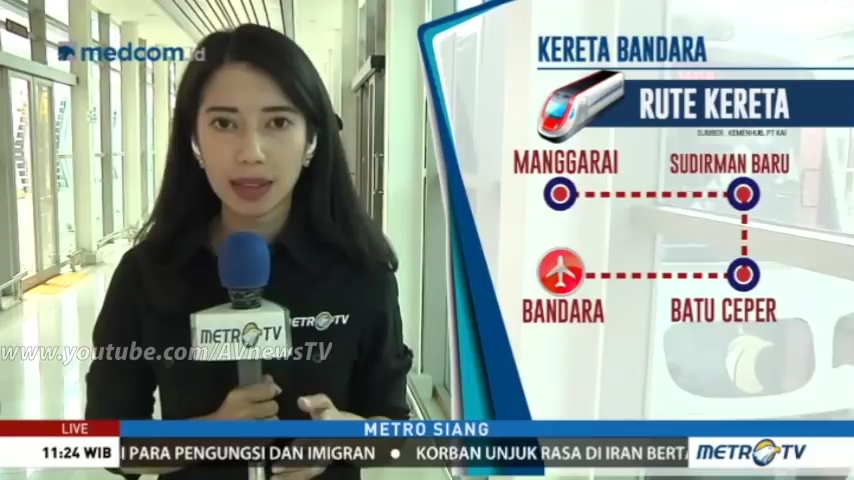 medcom.id
KERETA BANDARA
RUTE KERETA
SUMBER : KEMENHUB, PT KAI
MANGGARAI
SUDIRMAN BARU
BANDARA
BATU CEPER
METRO TV
METRO TV
www.youtube.com/AVnewsTV
LIVE
METRO SIANG
11:24 WIB
I PARA PENGUNGSI DAN IMIGRAN • KORBAN UNJUK RASA DI IRAN BERTA
METRO TV